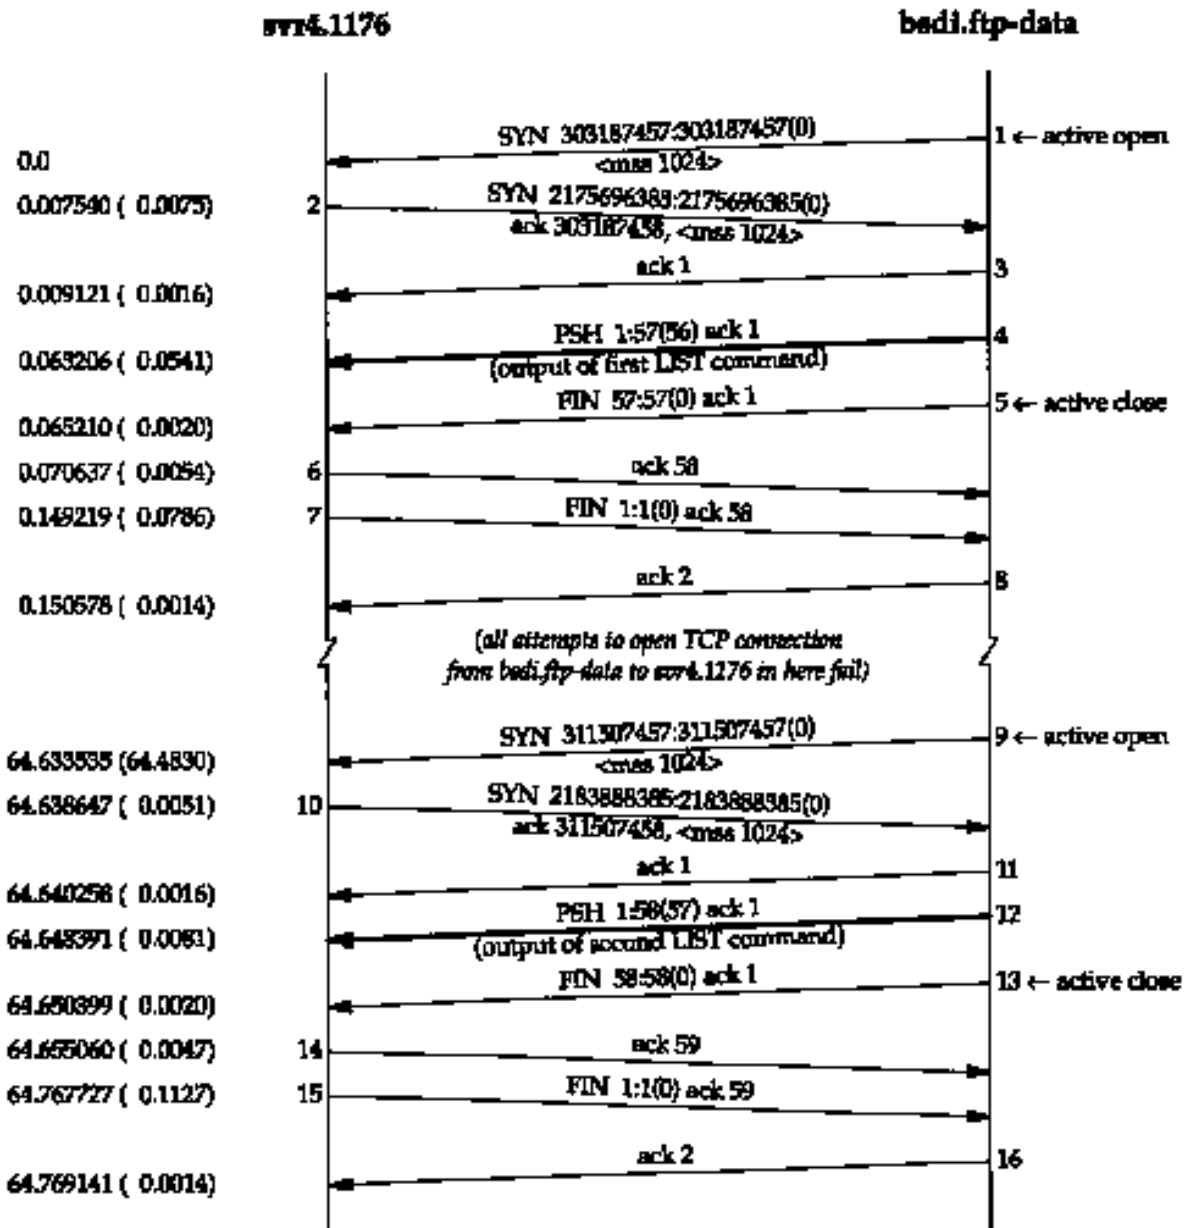 svr4.1176 bsdi.ftp-data
SYN 303187457:303187457(0)
1 ← active open
0.0 <mss 1024>
0.007540 ( 0.0075) 2 SYN 2175696385:2175696385(0)
ack 303187458, <mss 1024>
ack 1 3
0.009121 ( 0.0016)
PSH 1:57(56) ack 1 4
0.063206 ( 0.0541) (output of first LIST command)
FIN 57:57(0) ack 1 5 ← active close
0.065210 ( 0.0020)
0.070637 ( 0.0054) 6 ack 58
0.149219 ( 0.0786) 7 FIN 1:1(0) ack 58
ack 2 8
0.150578 ( 0.0014)
(all attempts to open TCP connection
from bsdi.ftp-data to svr4.1176 in here fail)
SYN 311507457:311507457(0) 9 ← active open
64.633535 (64.4830) <mss 1024>
64.638647 ( 0.0051) 10 SYN 2183888385:2183888385(0)
ack 311507458, <mss 1024>
ack 1 11
64.640258 ( 0.0016)
PSH 1:58(57) ack 1 12
64.648391 ( 0.0081) (output of second LIST command)
FIN 58:58(0) ack 1 13 ← active close
64.650399 ( 0.0020)
64.655060 ( 0.0047) 14 ack 59
64.767727 ( 0.1127) 15 FIN 1:1(0) ack 59
ack 2 16
64.769141 ( 0.0014)